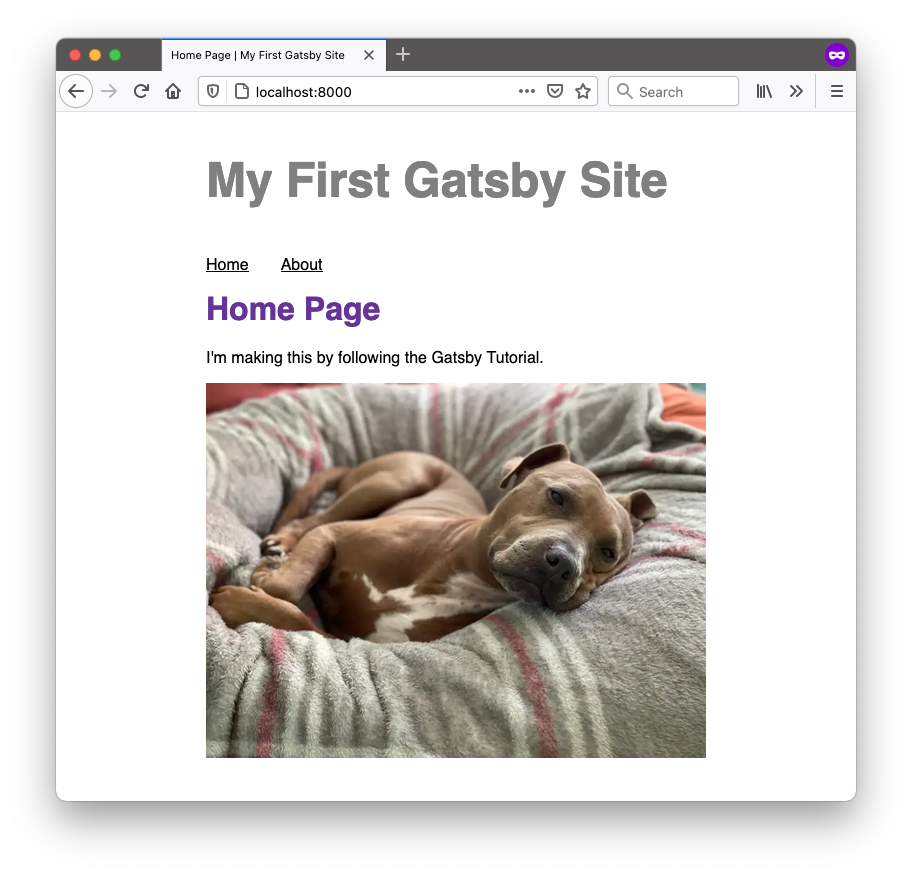 Home Page | My First Gatsby Site
localhost:8000
Search
My First Gatsby Site
Home About
Home Page
I'm making this by following the Gatsby Tutorial.